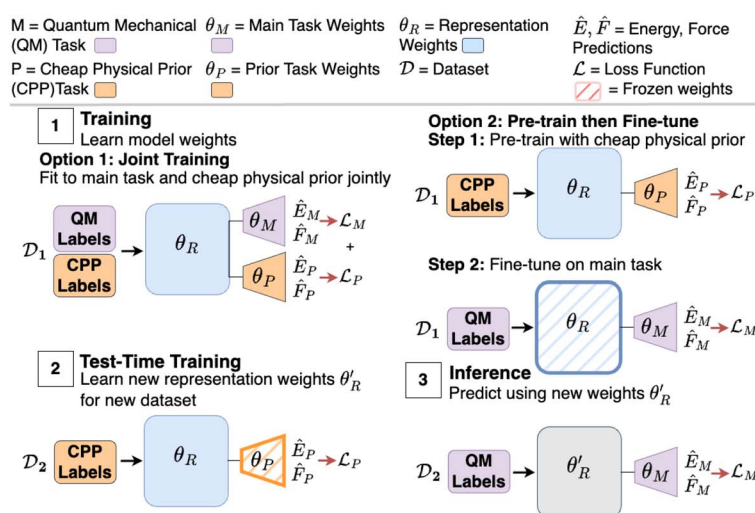 M = Quantum Mechanical θ_M = Main Task Weights θ_R = Representation Ê, F̂ = Energy, Force
(QM) Task Weights Predictions
P = Cheap Physical Prior θ_P = Prior Task Weights 𝒟 = Dataset ℒ = Loss Function
(CPP)Task = Frozen weights
1 Training
Learn model weights
Option 1: Joint Training
Fit to main task and cheap physical prior jointly
𝒟₁ QM Labels θ_R θ_M Ê_M F̂_M ℒ_M
+
CPP Labels θ_P Ê_P F̂_P ℒ_P
Option 2: Pre-train then Fine-tune
Step 1: Pre-train with cheap physical prior
𝒟₁ CPP Labels θ_R θ_P Ê_P F̂_P ℒ_P
Step 2: Fine-tune on main task
𝒟₁ QM Labels θ_R θ_M Ê_M F̂_M ℒ_M
2 Test-Time Training
Learn new representation weights θ′_R
for new dataset
𝒟₂ CPP Labels θ_R θ_P Ê_P F̂_P ℒ_P
3 Inference
Predict using new weights θ′_R
𝒟₂ QM Labels θ′_R θ_M Ê_M F̂_M ℒ_M